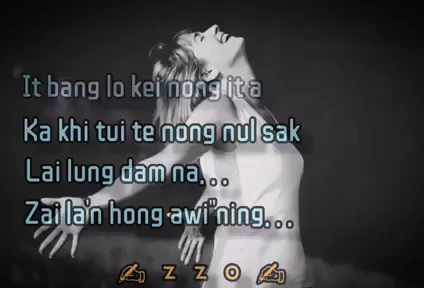 It bang lo kei nong it a
Ka khi tui te nong nul sak
Lai lung dam na...
Zai la'n hong awi"ning...
✍ z z o ✍